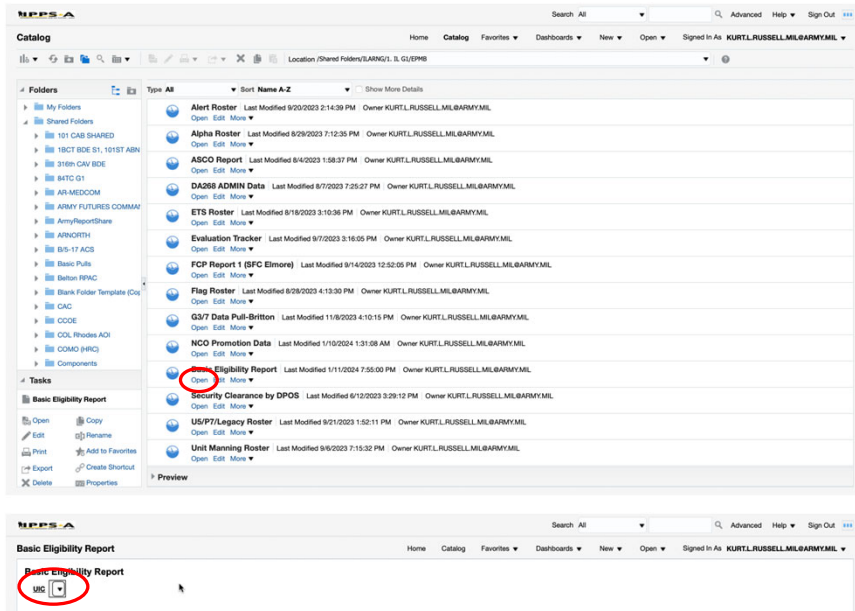 IPPS-A Search All Advanced Help Sign Out
Catalog Home Catalog Favorites Dashboards New Open Signed In As KURT.L.RUSSELL.MIL@ARMY.MIL
Location /Shared Folders/ILARNG/1. IL G1/EPMB
Folders
My Folders
Shared Folders
101 CAB SHARED
1BCT BDE S1, 101ST ABN
316th CAV BDE
84TC G1
AR-MEDCOM
ARMY FUTURES COMMAN
ArmyReportShare
ARNORTH
B/5-17 ACS
Basic Pulls
Belton RPAC
Blank Folder Template (Cop
CAC
CCOE
COL Rhodes AOI
COMO (HRC)
Components
Tasks
Basic Eligibility Report
Open Copy
Edit Rename
Print Add to Favorites
Export Create Shortcut
Delete Properties
Type All Sort Name A-Z Show More Details
Alert Roster Last Modified 9/20/2023 2:14:39 PM Owner KURT.L.RUSSELL.MIL@ARMY.MIL
Open Edit More
Alpha Roster Last Modified 8/29/2023 7:12:35 PM Owner KURT.L.RUSSELL.MIL@ARMY.MIL
Open Edit More
ASCO Report Last Modified 8/4/2023 1:58:37 PM Owner KURT.L.RUSSELL.MIL@ARMY.MIL
Open Edit More
DA268 ADMIN Data Last Modified 8/7/2023 7:25:27 PM Owner KURT.L.RUSSELL.MIL@ARMY.MIL
Open Edit More
ETS Roster Last Modified 8/18/2023 3:10:36 PM Owner KURT.L.RUSSELL.MIL@ARMY.MIL
Open Edit More
Evaluation Tracker Last Modified 9/7/2023 3:16:05 PM Owner KURT.L.RUSSELL.MIL@ARMY.MIL
Open Edit More
FCP Report 1 (SFC Elmore) Last Modified 9/14/2023 12:52:05 PM Owner KURT.L.RUSSELL.MIL@ARMY.MIL
Open Edit More
Flag Roster Last Modified 8/28/2023 4:13:30 PM Owner KURT.L.RUSSELL.MIL@ARMY.MIL
Open Edit More
G3/7 Data Pull-Britton Last Modified 11/8/2023 4:10:15 PM Owner KURT.L.RUSSELL.MIL@ARMY.MIL
Open Edit More
NCO Promotion Data Last Modified 1/10/2024 1:31:08 AM Owner KURT.L.RUSSELL.MIL@ARMY.MIL
Open Edit More
Basic Eligibility Report Last Modified 1/11/2024 7:55:00 PM Owner KURT.L.RUSSELL.MIL@ARMY.MIL
Open Edit More
Security Clearance by DPOS Last Modified 6/12/2023 3:29:12 PM Owner KURT.L.RUSSELL.MIL@ARMY.MIL
Open Edit More
U5/P7/Legacy Roster Last Modified 9/21/2023 1:52:11 PM Owner KURT.L.RUSSELL.MIL@ARMY.MIL
Open Edit More
Unit Manning Roster Last Modified 9/6/2023 7:15:32 PM Owner KURT.L.RUSSELL.MIL@ARMY.MIL
Open Edit More
Preview
IPPS-A Search All Advanced Help Sign Out
Basic Eligibility Report Home Catalog Favorites Dashboards New Open Signed In As KURT.L.RUSSELL.MIL@ARMY.MIL
Basic Eligibility Report
UIC